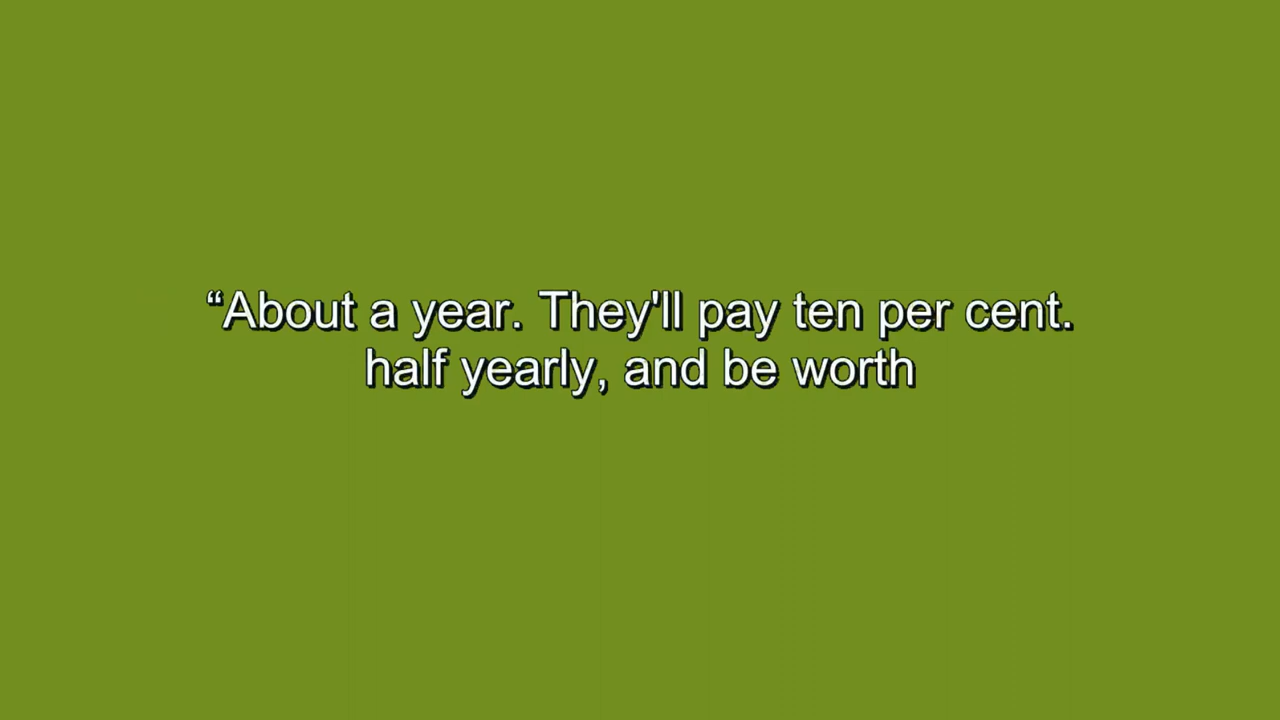 “About a year. They'll pay ten per cent.
half yearly, and be worth